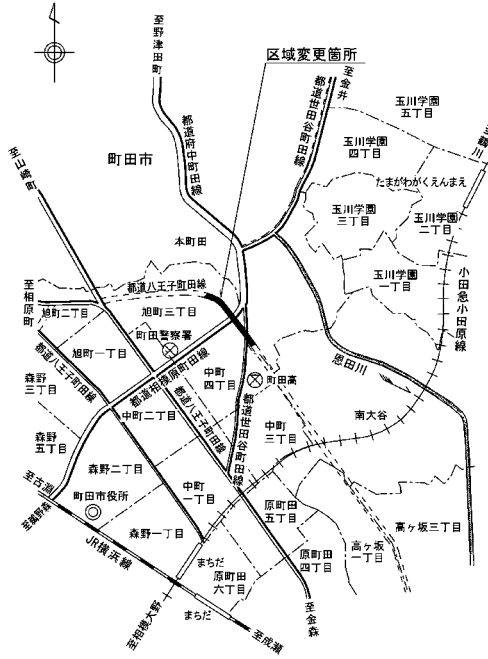 至野津田町
区域変更箇所
至金井
都道世田谷町田線
玉川学園
五丁目
玉川学園
四丁目
至鶴川
都道府中町田線
町田市
至山崎町
たまがわがくえんまえ
玉川学園
三丁目
玉川学園
二丁目
本町田
玉川学園
一丁目
小田急小田原線
至相原町
都道八王子町田線
旭町二丁目
旭町三丁目
町田警察署
旭町一丁目
都道八王子町田線
都道相模原町田線
恩田川
森野
三丁目
中町
四丁目
町田高
都道八王子町田線
都道世田谷町田線
南大谷
中町二丁目
中町
三丁目
森野
五丁目
至古淵
至鵜野森
森野二丁目
町田市役所
中町
一丁目
原町田
五丁目
高ヶ坂三丁目
森野一丁目
高ヶ坂
一丁目
原町田
四丁目
JR横浜線
まちだ
原町田
六丁目
至金森
まちだ
至相模大野
至成瀬